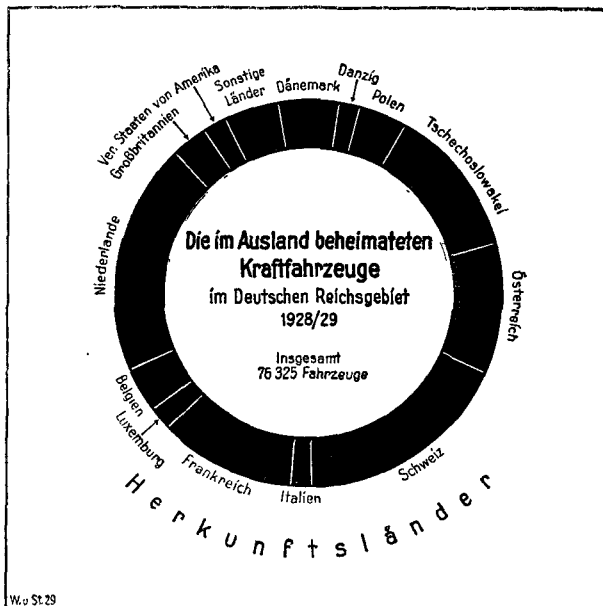 Die im Ausland beheimateten
Kraftfahrzeuge
im Deutschen Reichsgebiet
1928/29
Insgesamt
76 325 Fahrzeuge
Dänemark
Danzig
Polen
Tschechoslowakei
Österreich
Schweiz
Italien
Frankreich
Luxemburg
Belgien
Niederlande
Großbritannien
Ver. Staaten von Amerika
Sonstige
Länder
Herkunftsländer
W. u St. 29